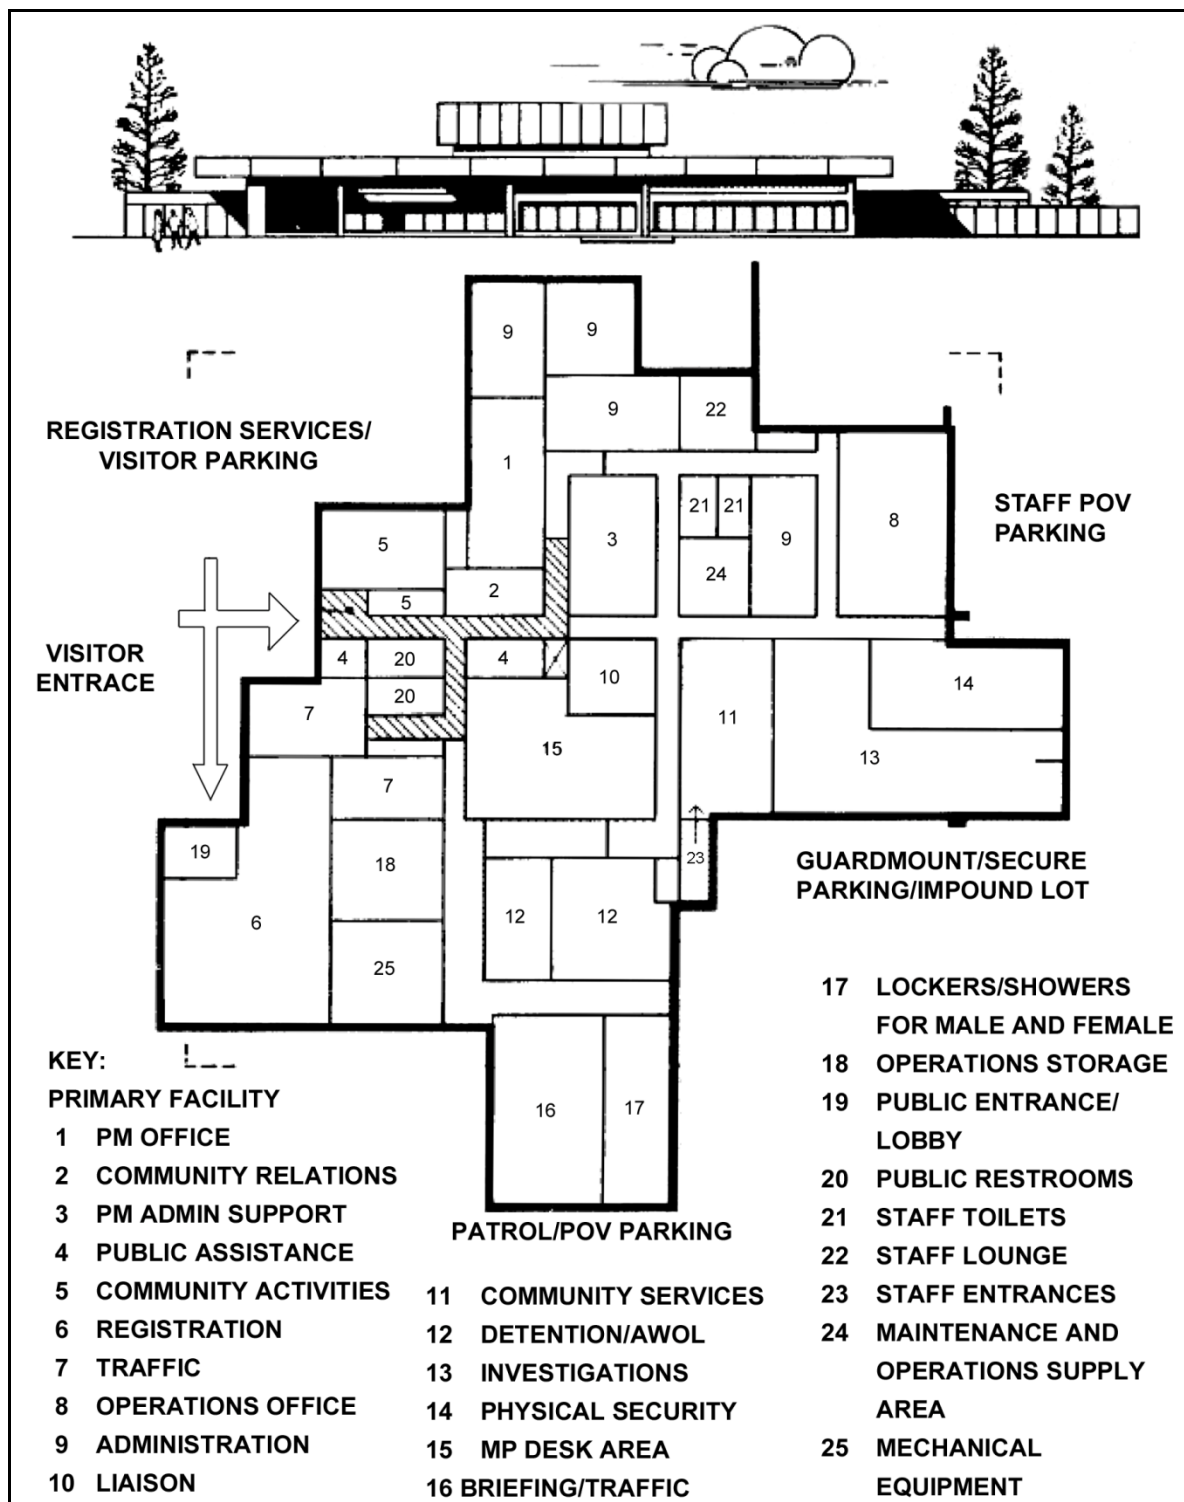 9
9
9
22
REGISTRATION SERVICES/
VISITOR PARKING
1
21
21
STAFF POV
PARKING
8
5
3
9
24
5
2
VISITOR
ENTRACE
4
20
4
10
14
20
7
11
15
13
7
19
18
23
GUARDMOUNT/SECURE
PARKING/IMPOUND LOT
6
12
12
25
16
17
PATROL/POV PARKING
KEY:
PRIMARY FACILITY
1 PM OFFICE
2 COMMUNITY RELATIONS
3 PM ADMIN SUPPORT
4 PUBLIC ASSISTANCE
5 COMMUNITY ACTIVITIES
6 REGISTRATION
7 TRAFFIC
8 OPERATIONS OFFICE
9 ADMINISTRATION
10 LIAISON
11 COMMUNITY SERVICES
12 DETENTION/AWOL
13 INVESTIGATIONS
14 PHYSICAL SECURITY
15 MP DESK AREA
16 BRIEFING/TRAFFIC
17 LOCKERS/SHOWERS
FOR MALE AND FEMALE
18 OPERATIONS STORAGE
19 PUBLIC ENTRANCE/
LOBBY
20 PUBLIC RESTROOMS
21 STAFF TOILETS
22 STAFF LOUNGE
23 STAFF ENTRANCES
24 MAINTENANCE AND
OPERATIONS SUPPLY
AREA
25 MECHANICAL
EQUIPMENT